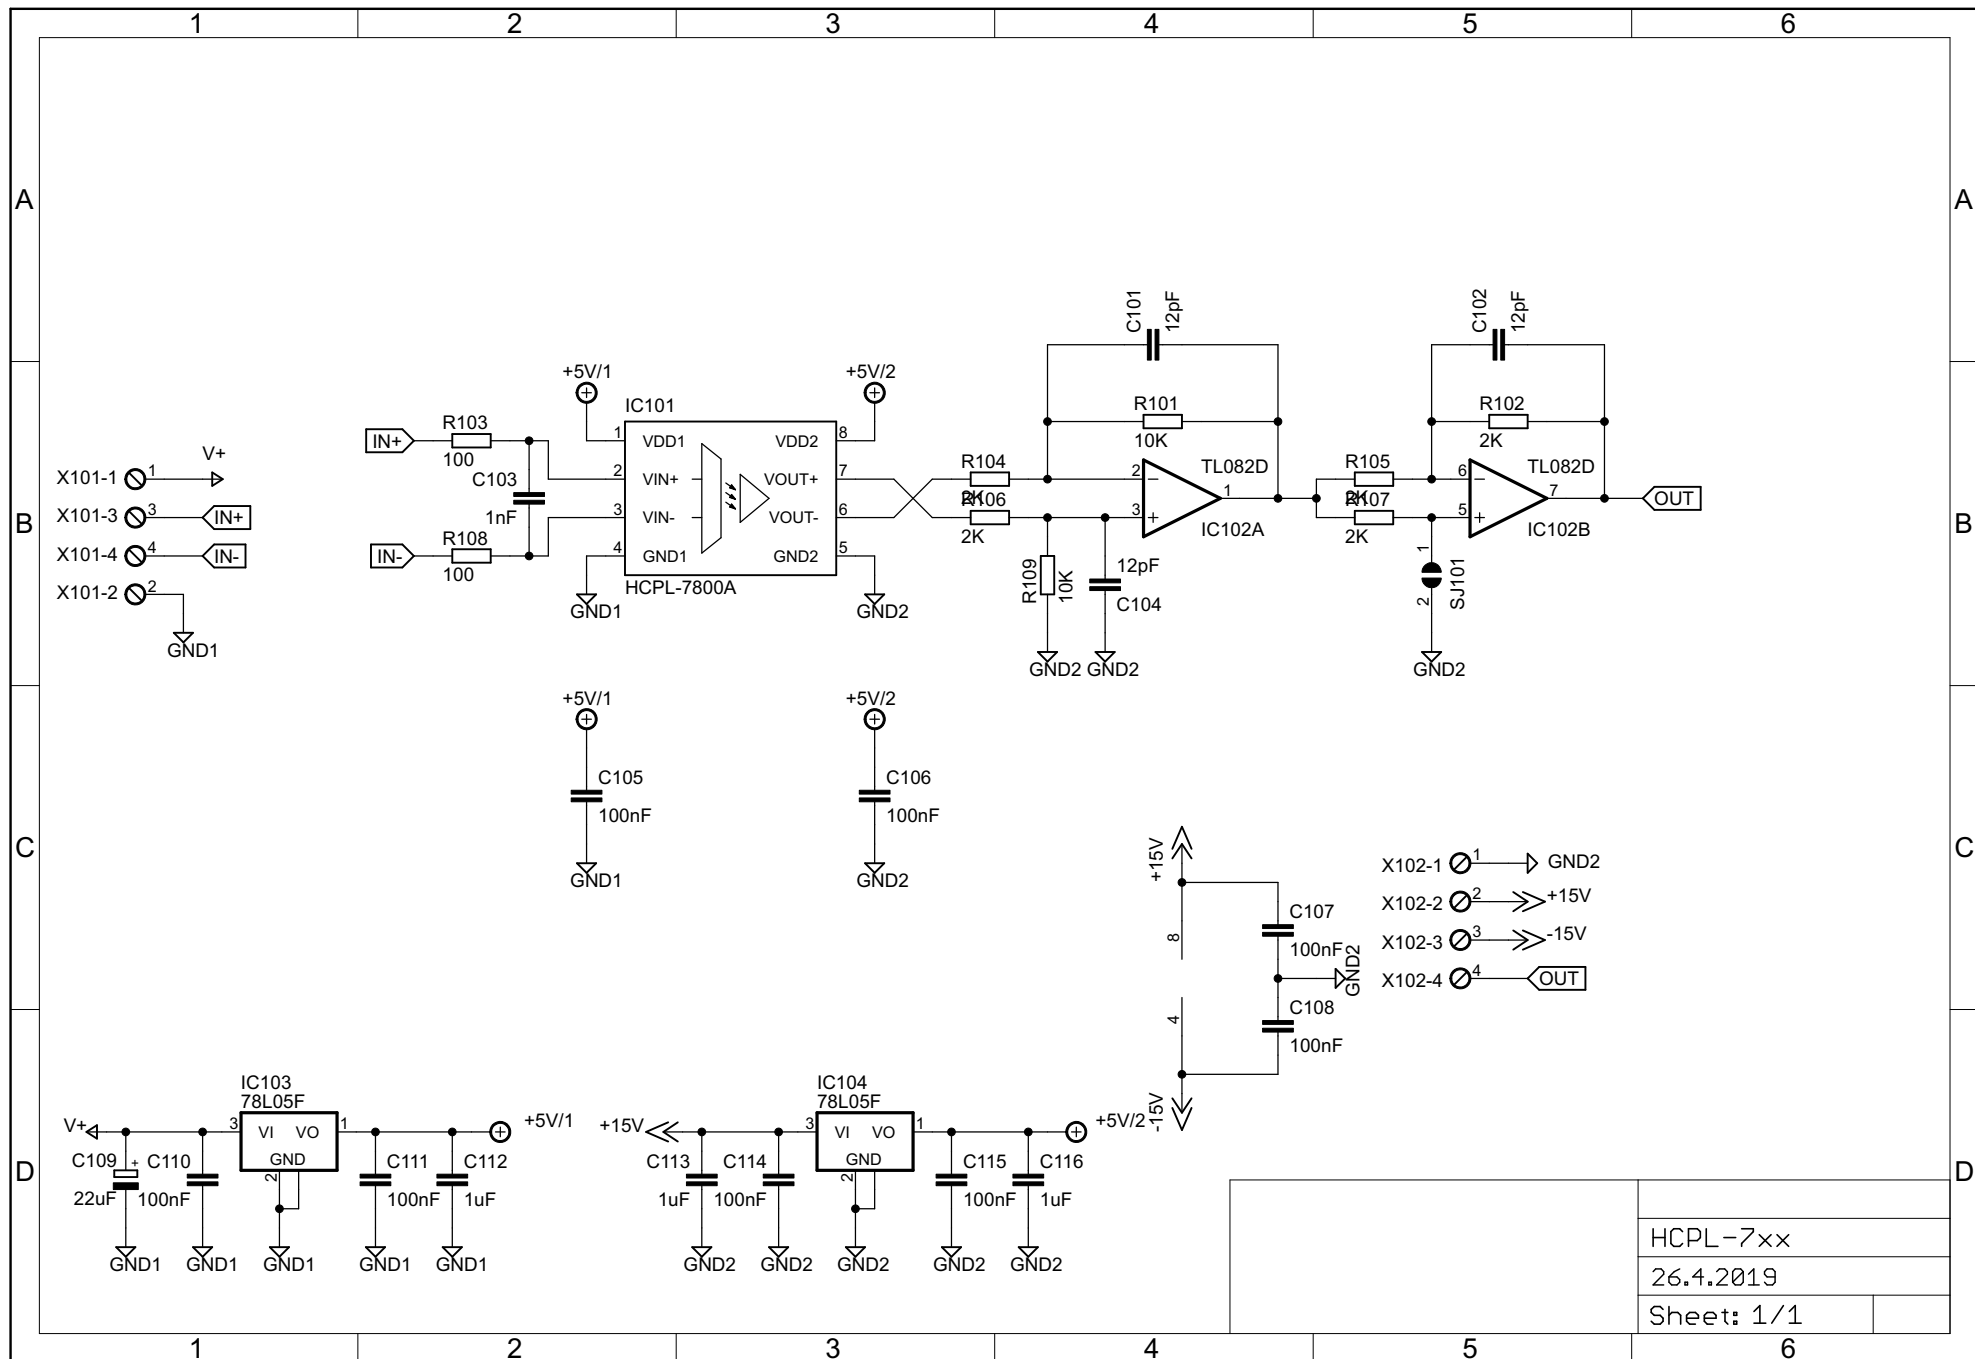 1 2 3 4 5 6
A A
B B
C C
D D
1 2 3 4 5 6
X101-1 1 V+
X101-3 3 IN+
X101-4 4 IN-
X101-2 2
GND1
IN+
R103
100
C103
1nF
IN-
R108
100
+5V/1
+5V/2
IC101
1 VDD1 VDD2 8
2 VIN+ VOUT+ 7
3 VIN- VOUT- 6
4 GND1 GND2 5
HCPL-7800A
GND1
GND2
C101
12pF
R101
10K
R104
2K
R106
2K
2
3
1
TL082D
IC102A
R109
10K
12pF
C104
GND2
GND2
C102
12pF
R102
2K
R105
2K
R107
2K
6
5
7
TL082D
IC102B
OUT
1
2
SJ101
GND2
+5V/1
C105
100nF
GND1
+5V/2
C106
100nF
GND2
+15V
8
4
-15V
C107
100nF
GND2
C108
100nF
X102-1 1 GND2
X102-2 2 +15V
X102-3 3 -15V
X102-4 4 OUT
V+
C109
+
22uF
C110
100nF
IC103
78L05F
3 VI VO 1
GND
2
C111
100nF
C112
1uF
+5V/1
GND1 GND1 GND1 GND1 GND1
+15V
C113
1uF
C114
100nF
IC104
78L05F
3 VI VO 1
GND
2
C115
100nF
C116
1uF
+5V/2
GND2 GND2 GND2 GND2 GND2
HCPL-7xx
26.4.2019
Sheet: 1/1